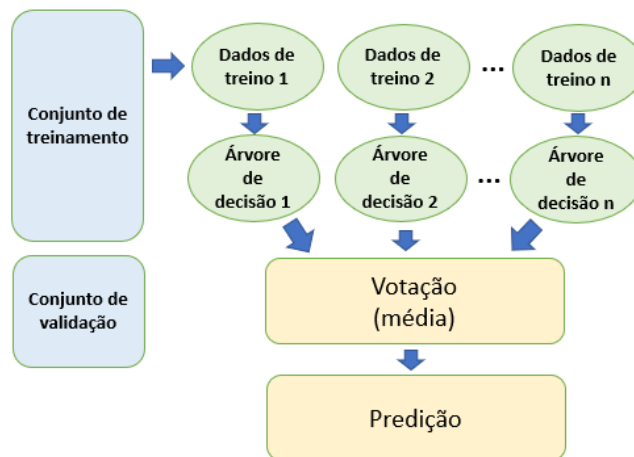 Conjunto de
treinamento
Dados de
treino 1
Dados de
treino 2
...
Dados de
treino n
Árvore
de
decisão 1
Árvore
de
decisão 2
...
Árvore
de
decisão n
Conjunto de
validação
Votação
(média)
Predição